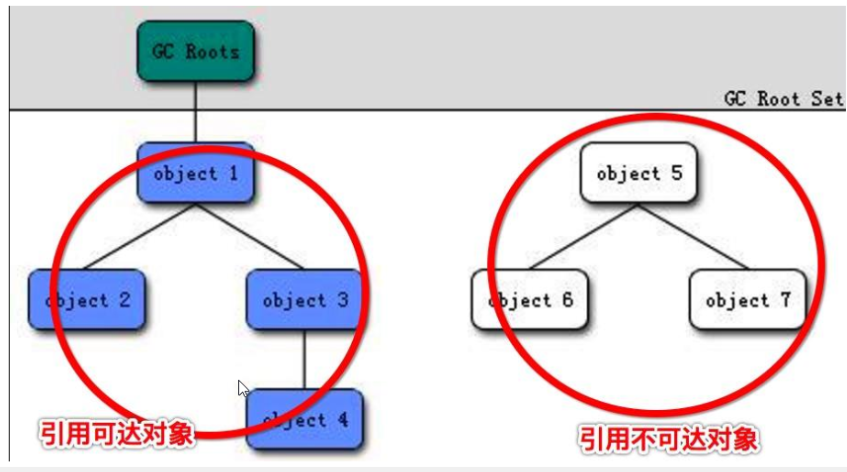 GC Roots
GC Root Set
object 1
object 5
object 2
object 3
object 6
object 7
object 4
引用可达对象
引用不可达对象